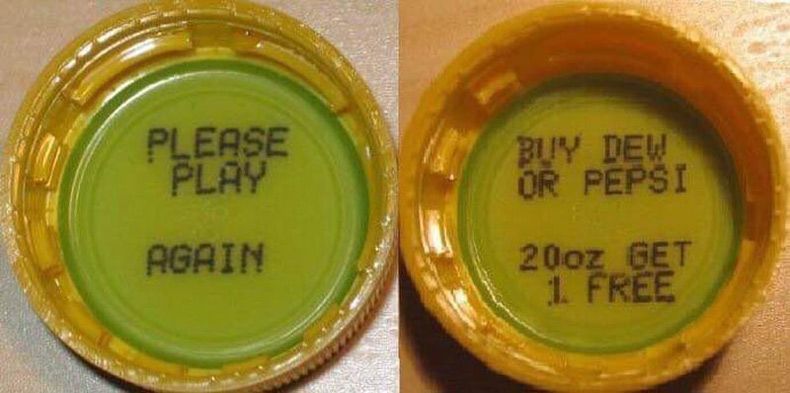 PLEASE
PLAY
AGAIN
BUY DEW
OR PEPSI
20oz GET
1 FREE